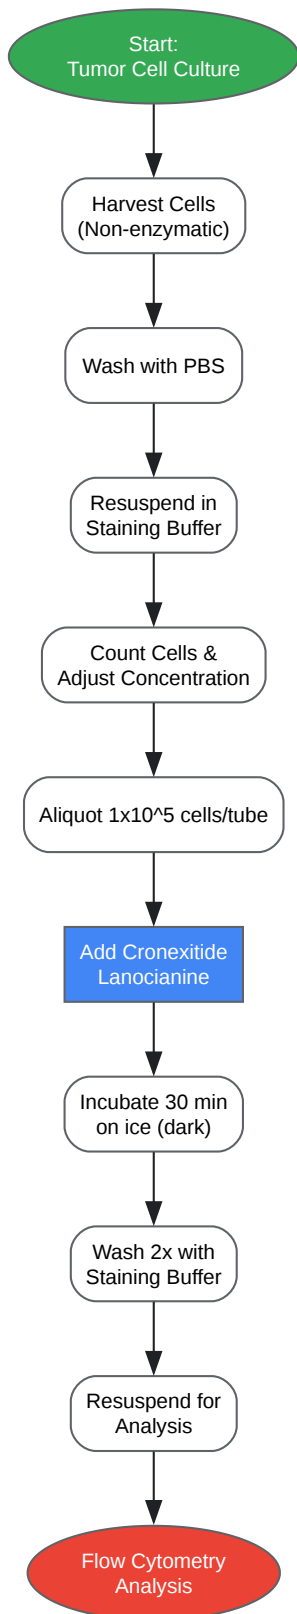 Start:
Tumor Cell Culture
Harvest Cells
(Non-enzymatic)
Wash with PBS
Resuspend in
Staining Buffer
Count Cells &
Adjust Concentration
Aliquot 1x10^5 cells/tube
Add Cronexitide
Lanocianine
Incubate 30 min
on ice (dark)
Wash 2x with
Staining Buffer
Resuspend for
Analysis
Flow Cytometry
Analysis